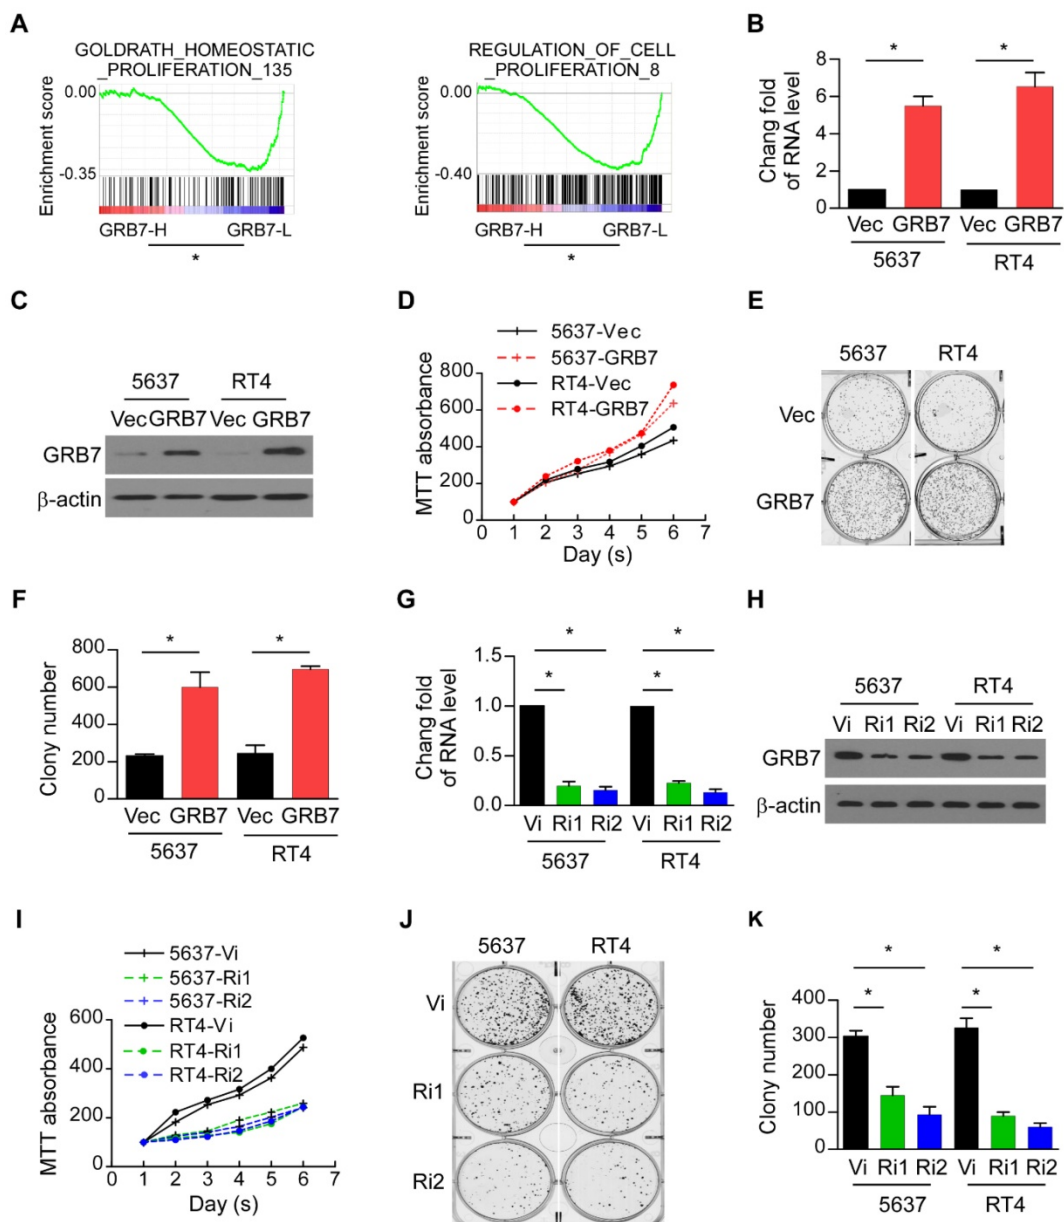 A
GOLDRATH_HOMEOSTATIC
_PROLIFERATION_135
Enrichment score
0.00
-0.35
GRB7-H GRB7-L
*
REGULATION_OF_CELL
_PROLIFERATION_8
Enrichment score
0.00
-0.40
GRB7-H GRB7-L
*
B
Chang fold
of RNA level
8
6
4
2
0
* *
Vec GRB7 Vec GRB7
5637 RT4
C
5637 RT4
Vec GRB7 Vec GRB7
GRB7
β-actin
D
5637-Vec
5637-GRB7
RT4-Vec
RT4-GRB7
MTT absorbance
800
600
400
200
0
0 1 2 3 4 5 6 7
Day (s)
E
5637 RT4
Vec
GRB7
F
Clony number
800
600
400
200
0
* *
Vec GRB7 Vec GRB7
5637 RT4
G
Chang fold
of RNA level
1.5
1.0
0.5
0.0
* *
* *
Vi Ri1 Ri2 Vi Ri1 Ri2
5637 RT4
H
5637 RT4
Vi Ri1 Ri2 Vi Ri1 Ri2
GRB7
β-actin
I
5637-Vi
5637-Ri1
5637-Ri2
RT4-Vi
RT4-Ri1
RT4-Ri2
MTT absorbance
600
400
200
0
0 1 2 3 4 5 6 7
Day (s)
J
5637 RT4
Vi
Ri1
Ri2
K
Clony number
400
300
200
100
0
* *
* *
Vi Ri1 Ri2 Vi Ri1 Ri2
5637 RT4